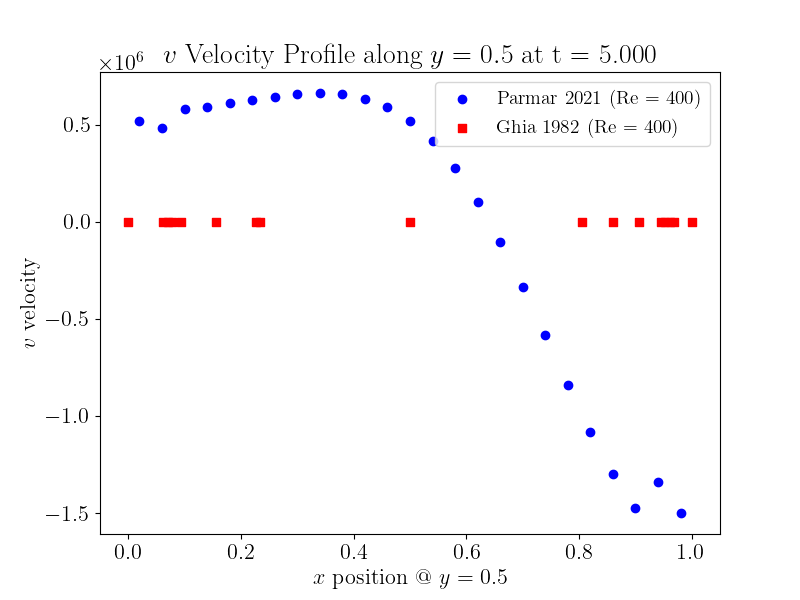 ×10⁶
v Velocity Profile along y = 0.5 at t = 5.000
Parmar 2021 (Re = 400)
Ghia 1982 (Re = 400)
0.5
0.0
−0.5
−1.0
−1.5
v velocity
0.0 0.2 0.4 0.6 0.8 1.0
x position @ y = 0.5